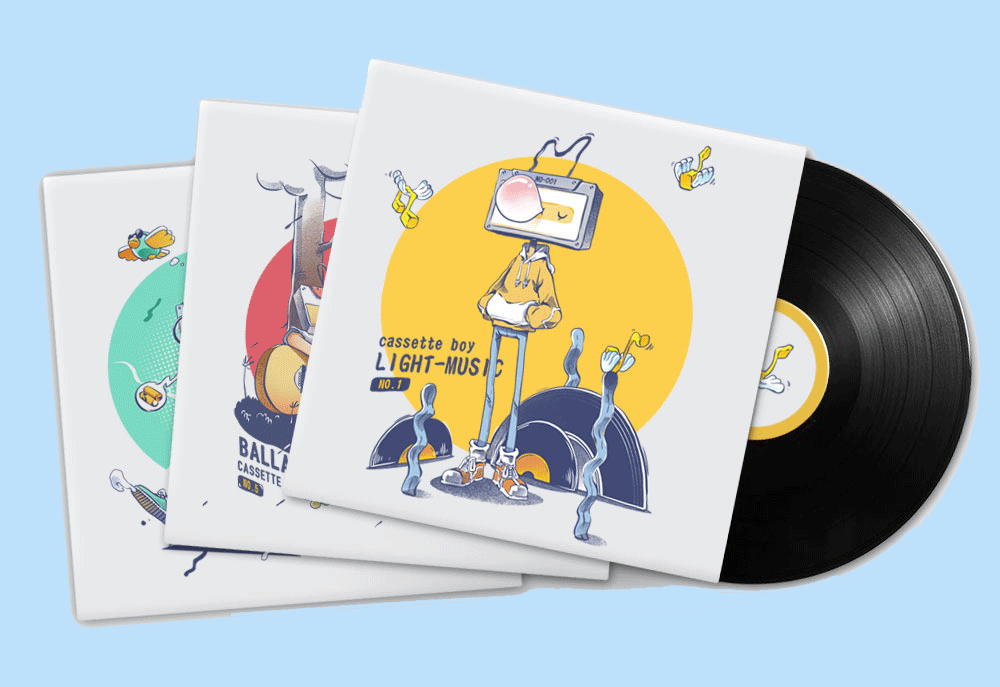 NO-001
cassette boy
LIGHT-MUSIC
NO.1
BALLA
CASSETTE
NO.5